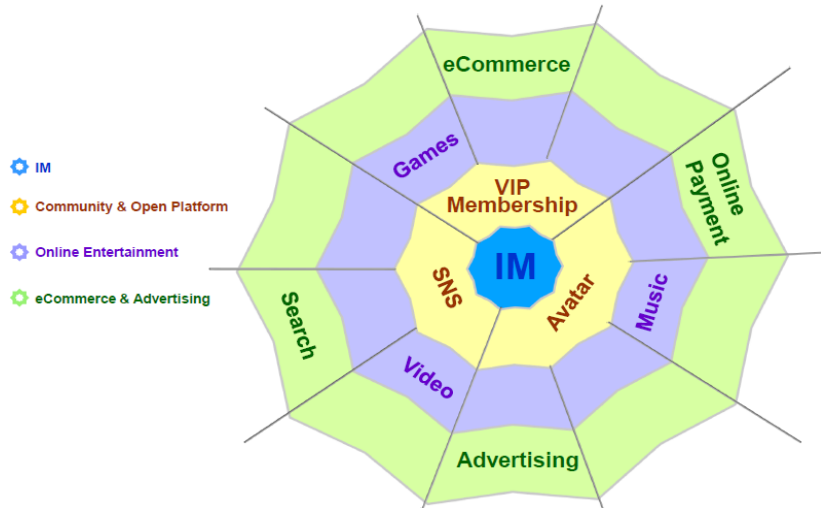 IM
Community & Open Platform
Online Entertainment
eCommerce & Advertising
eCommerce
Games
Online
Payment
VIP
Membership
IM
SNS
Avatar
Music
Search
Video
Advertising